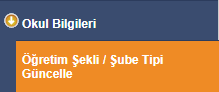 Okul Bilgileri
Öğretim Şekli / Şube Tipi
Güncelle